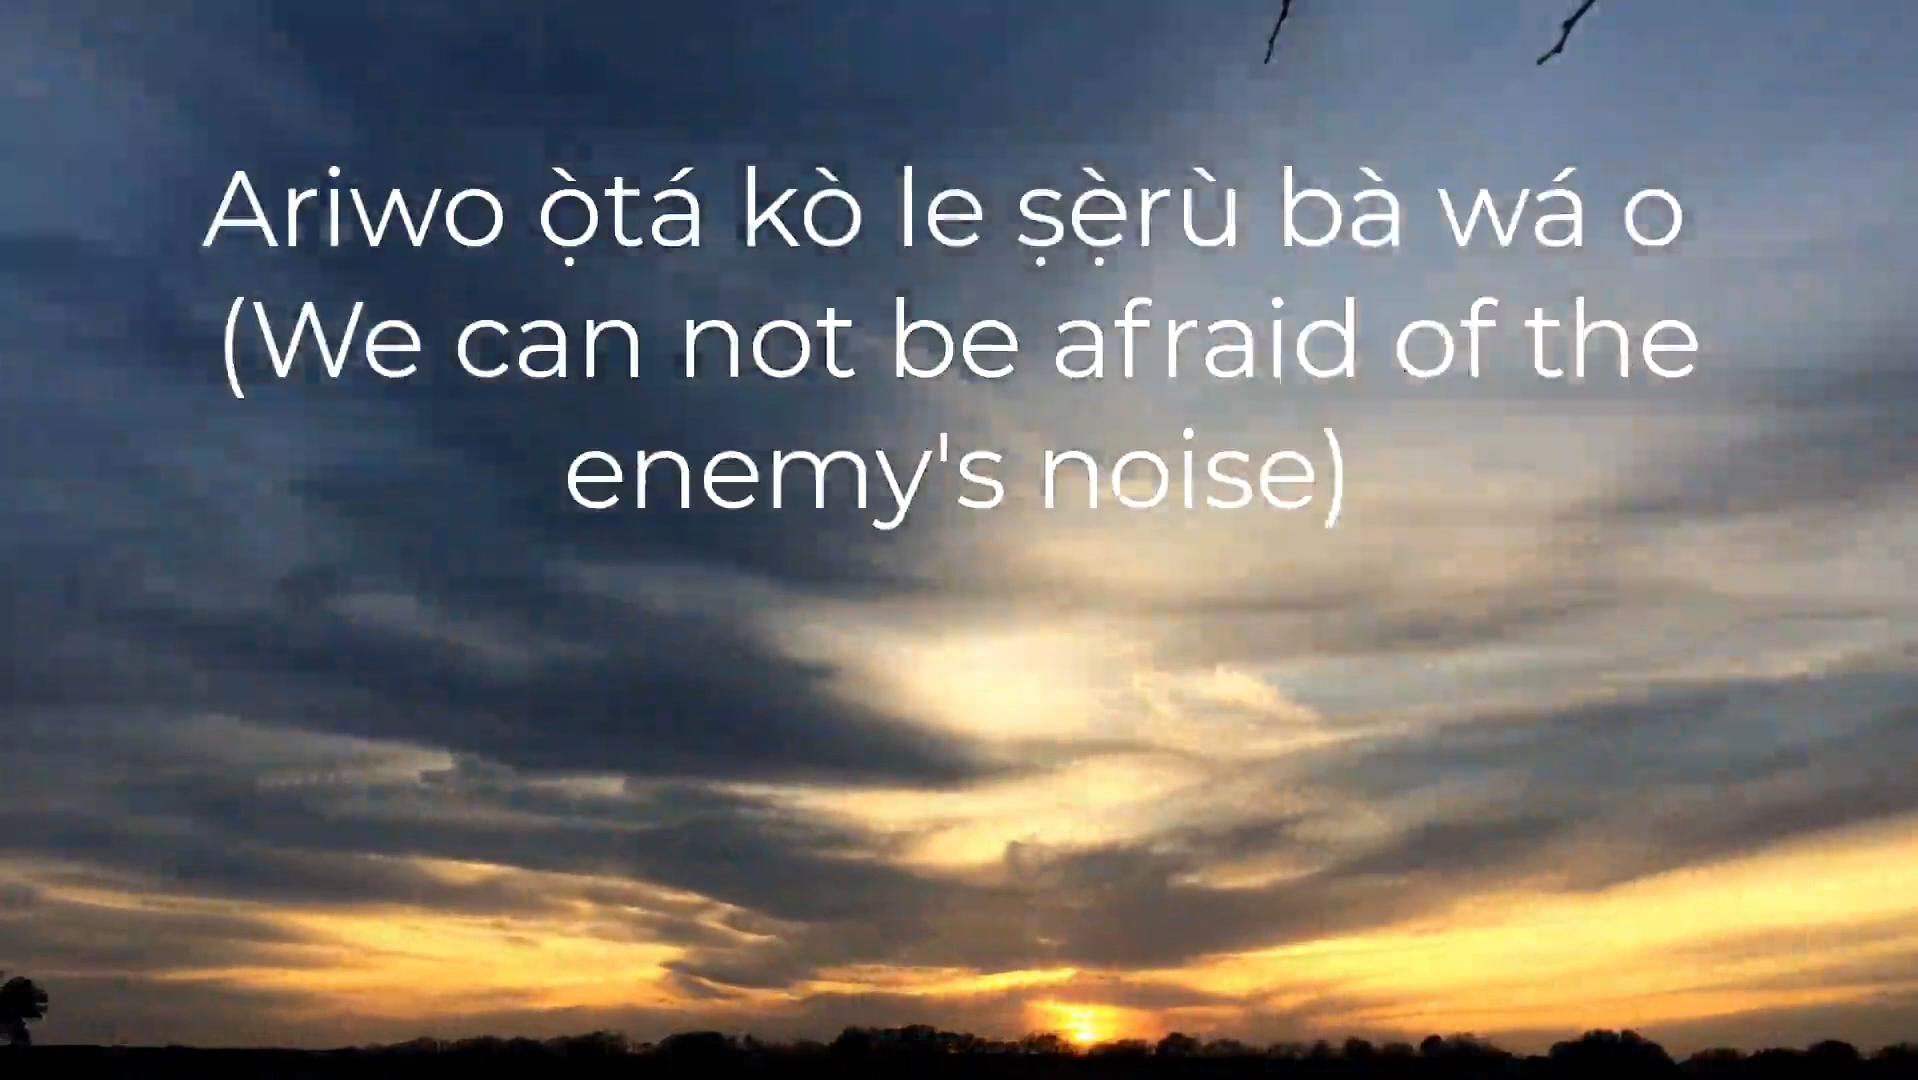 Ariwo ọ̀tá kò le ṣẹ̀rù bà wá o
(We can not be afraid of the
enemy's noise)